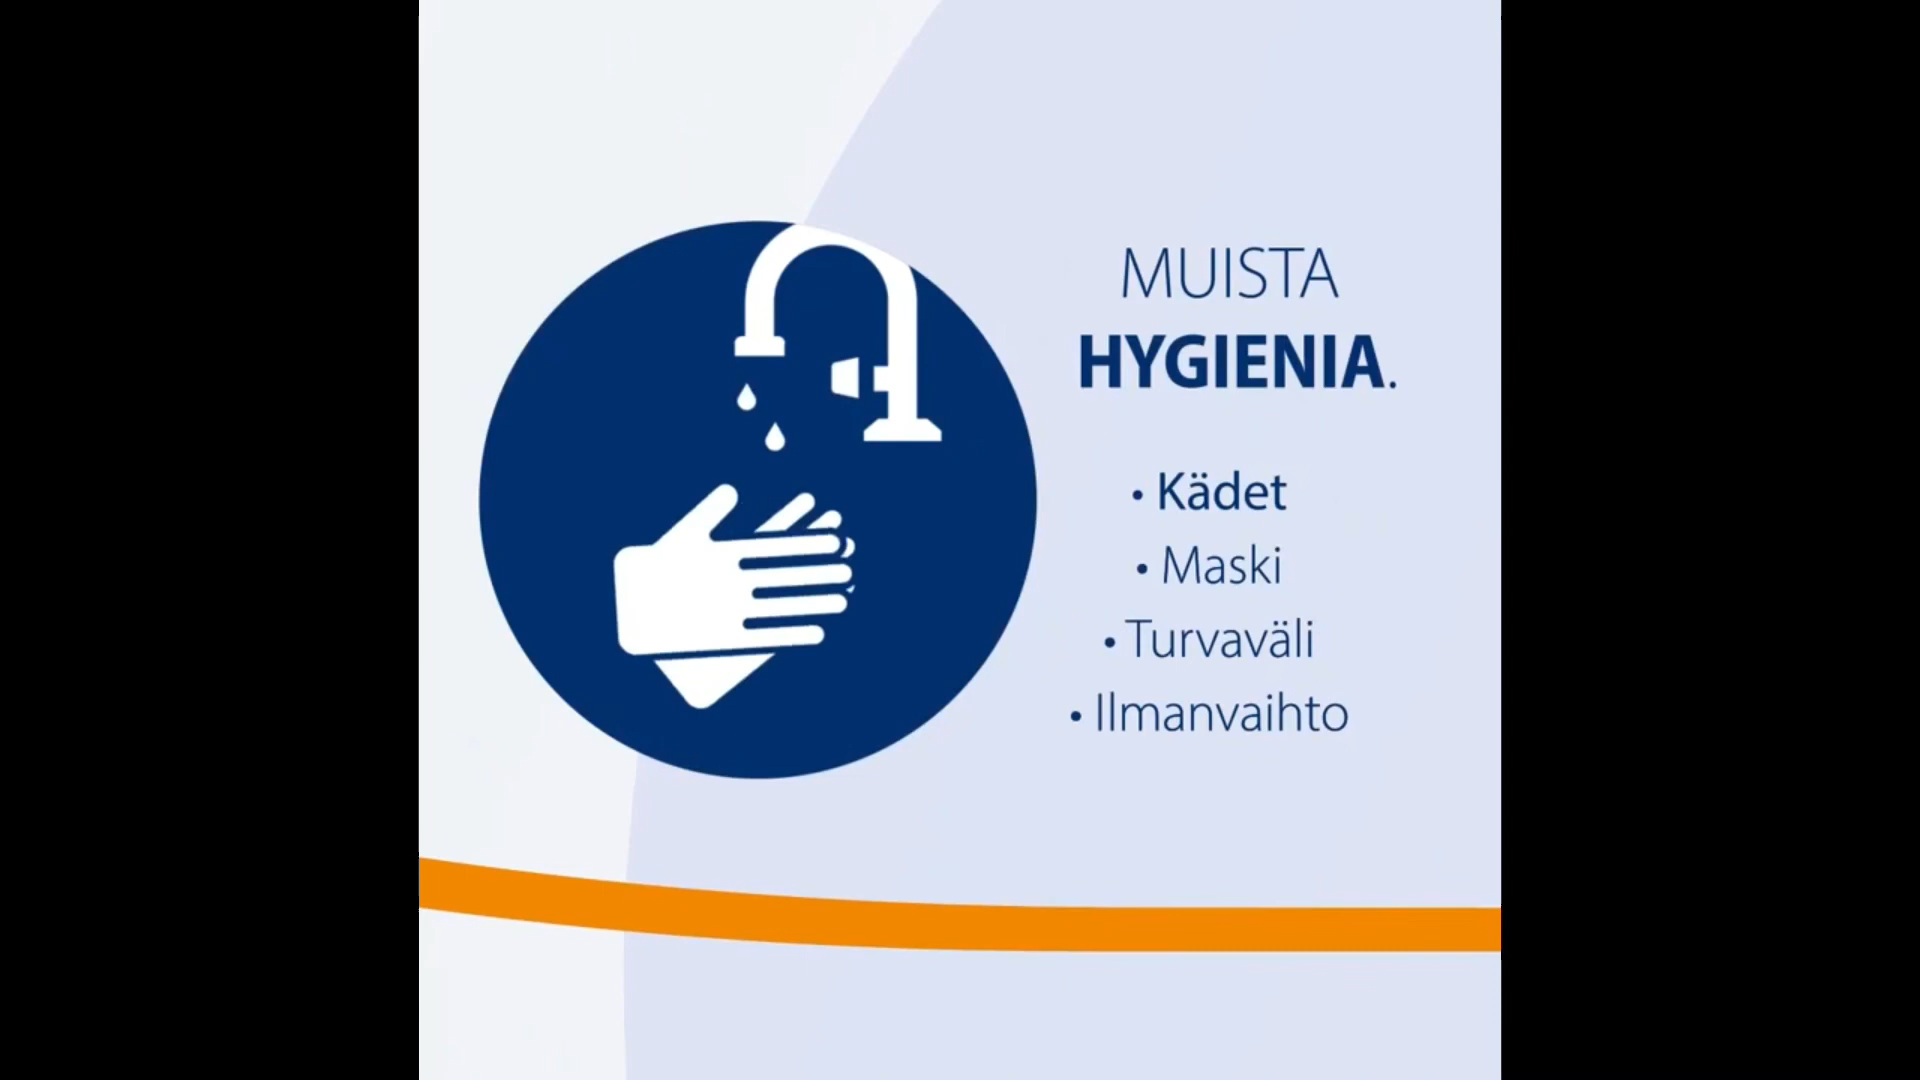 MUISTA
HYGIENIA.
• Kädet
• Maski
• Turvaväli
• Ilmanvaihto